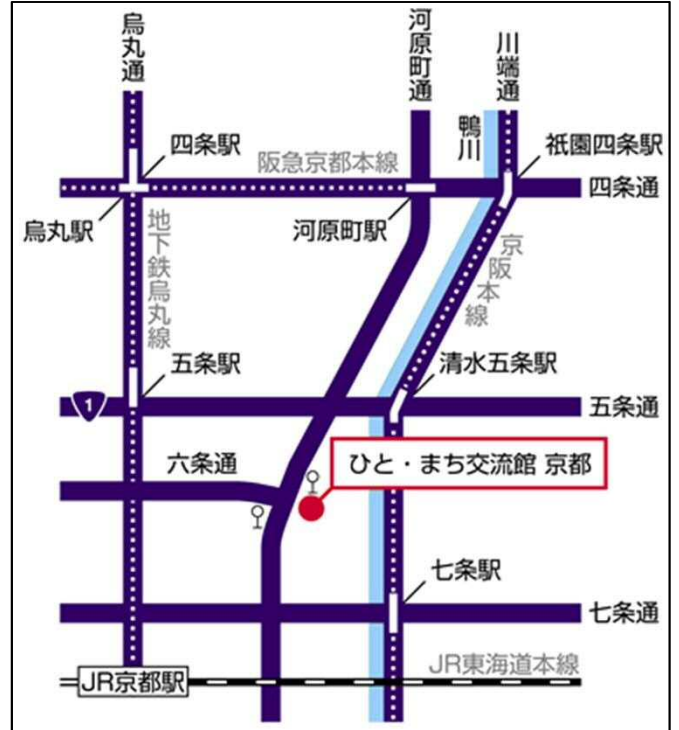 烏丸通
河原町通
川端通
鴨川
四条駅
阪急京都本線
祇園四条駅
四条通
烏丸駅
地下鉄烏丸線
河原町駅
京阪本線
五条駅
清水五条駅
1
五条通
六条通
ひと・まち交流館 京都
七条駅
七条通
JR東海道本線
JR京都駅